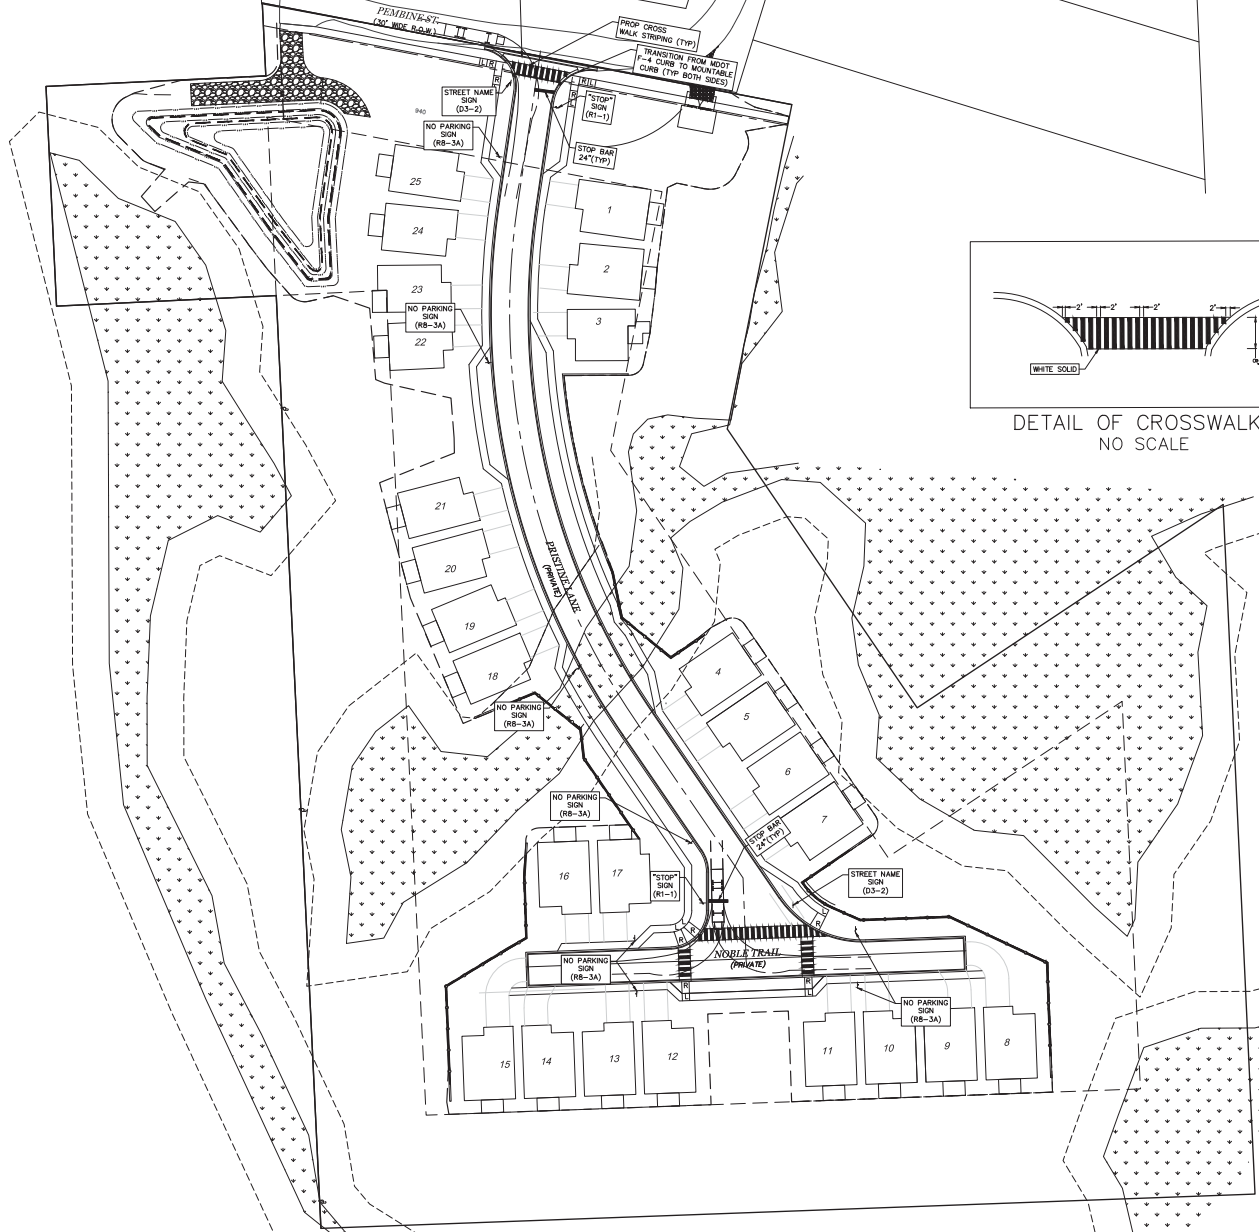 PEMBINE ST.
(30' WIDE R.O.W.)
PROP CROSS
WALK STRIPING (TYP)
TRANSITION FROM MDOT
F-4 CURB TO MOUNTABLE
CURB (TYP BOTH SIDES)
L R
R
R L
R
STREET NAME
SIGN
(D3-2)
"STOP"
SIGN
(R1-1)
940
NO PARKING
SIGN
(R8-3A)
STOP BAR
24"(TYP)
25
1
24
2
23
NO PARKING
SIGN
(R8-3A)
3
22
2'
2'
2'
2'
WHITE SOLID
DETAIL OF CROSSWALK
NO SCALE
21
20
PRISTINE LANE
(PRIVATE)
19
18
4
NO PARKING
SIGN
(R8-3A)
5
6
NO PARKING
SIGN
(R8-3A)
7
STOP BAR
24"(TYP)
16
17
"STOP"
SIGN
(R1-1)
STREET NAME
SIGN
(D3-2)
R
R
L
R
NOBLE TRAIL
(PRIVATE)
NO PARKING
SIGN
(R8-3A)
R
L
R
L
NO PARKING
SIGN
(R8-3A)
15
14
13
12
11
10
9
8